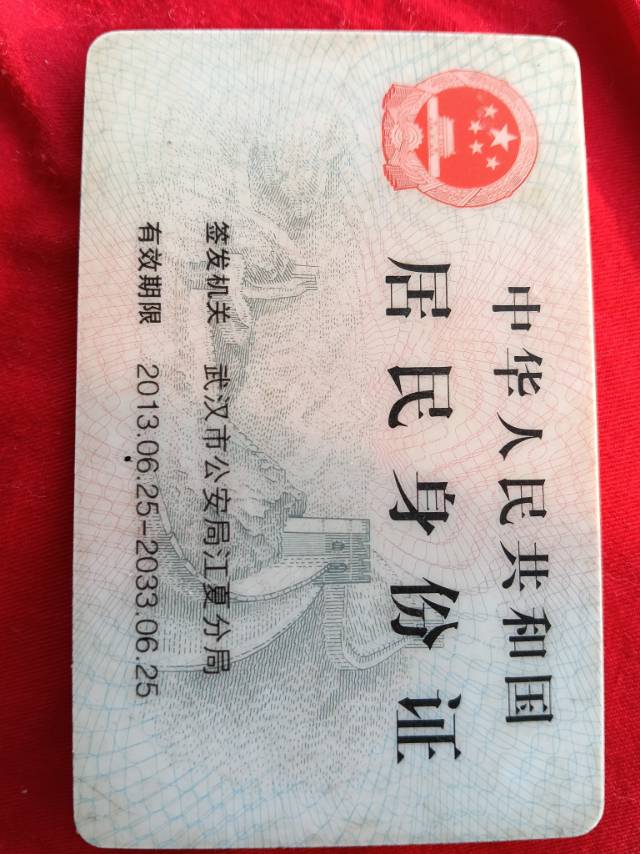 中华人民共和国
居民身份证
签发机关 武汉市公安局江夏分局
有效期限 2013.06.25-2033.06.25